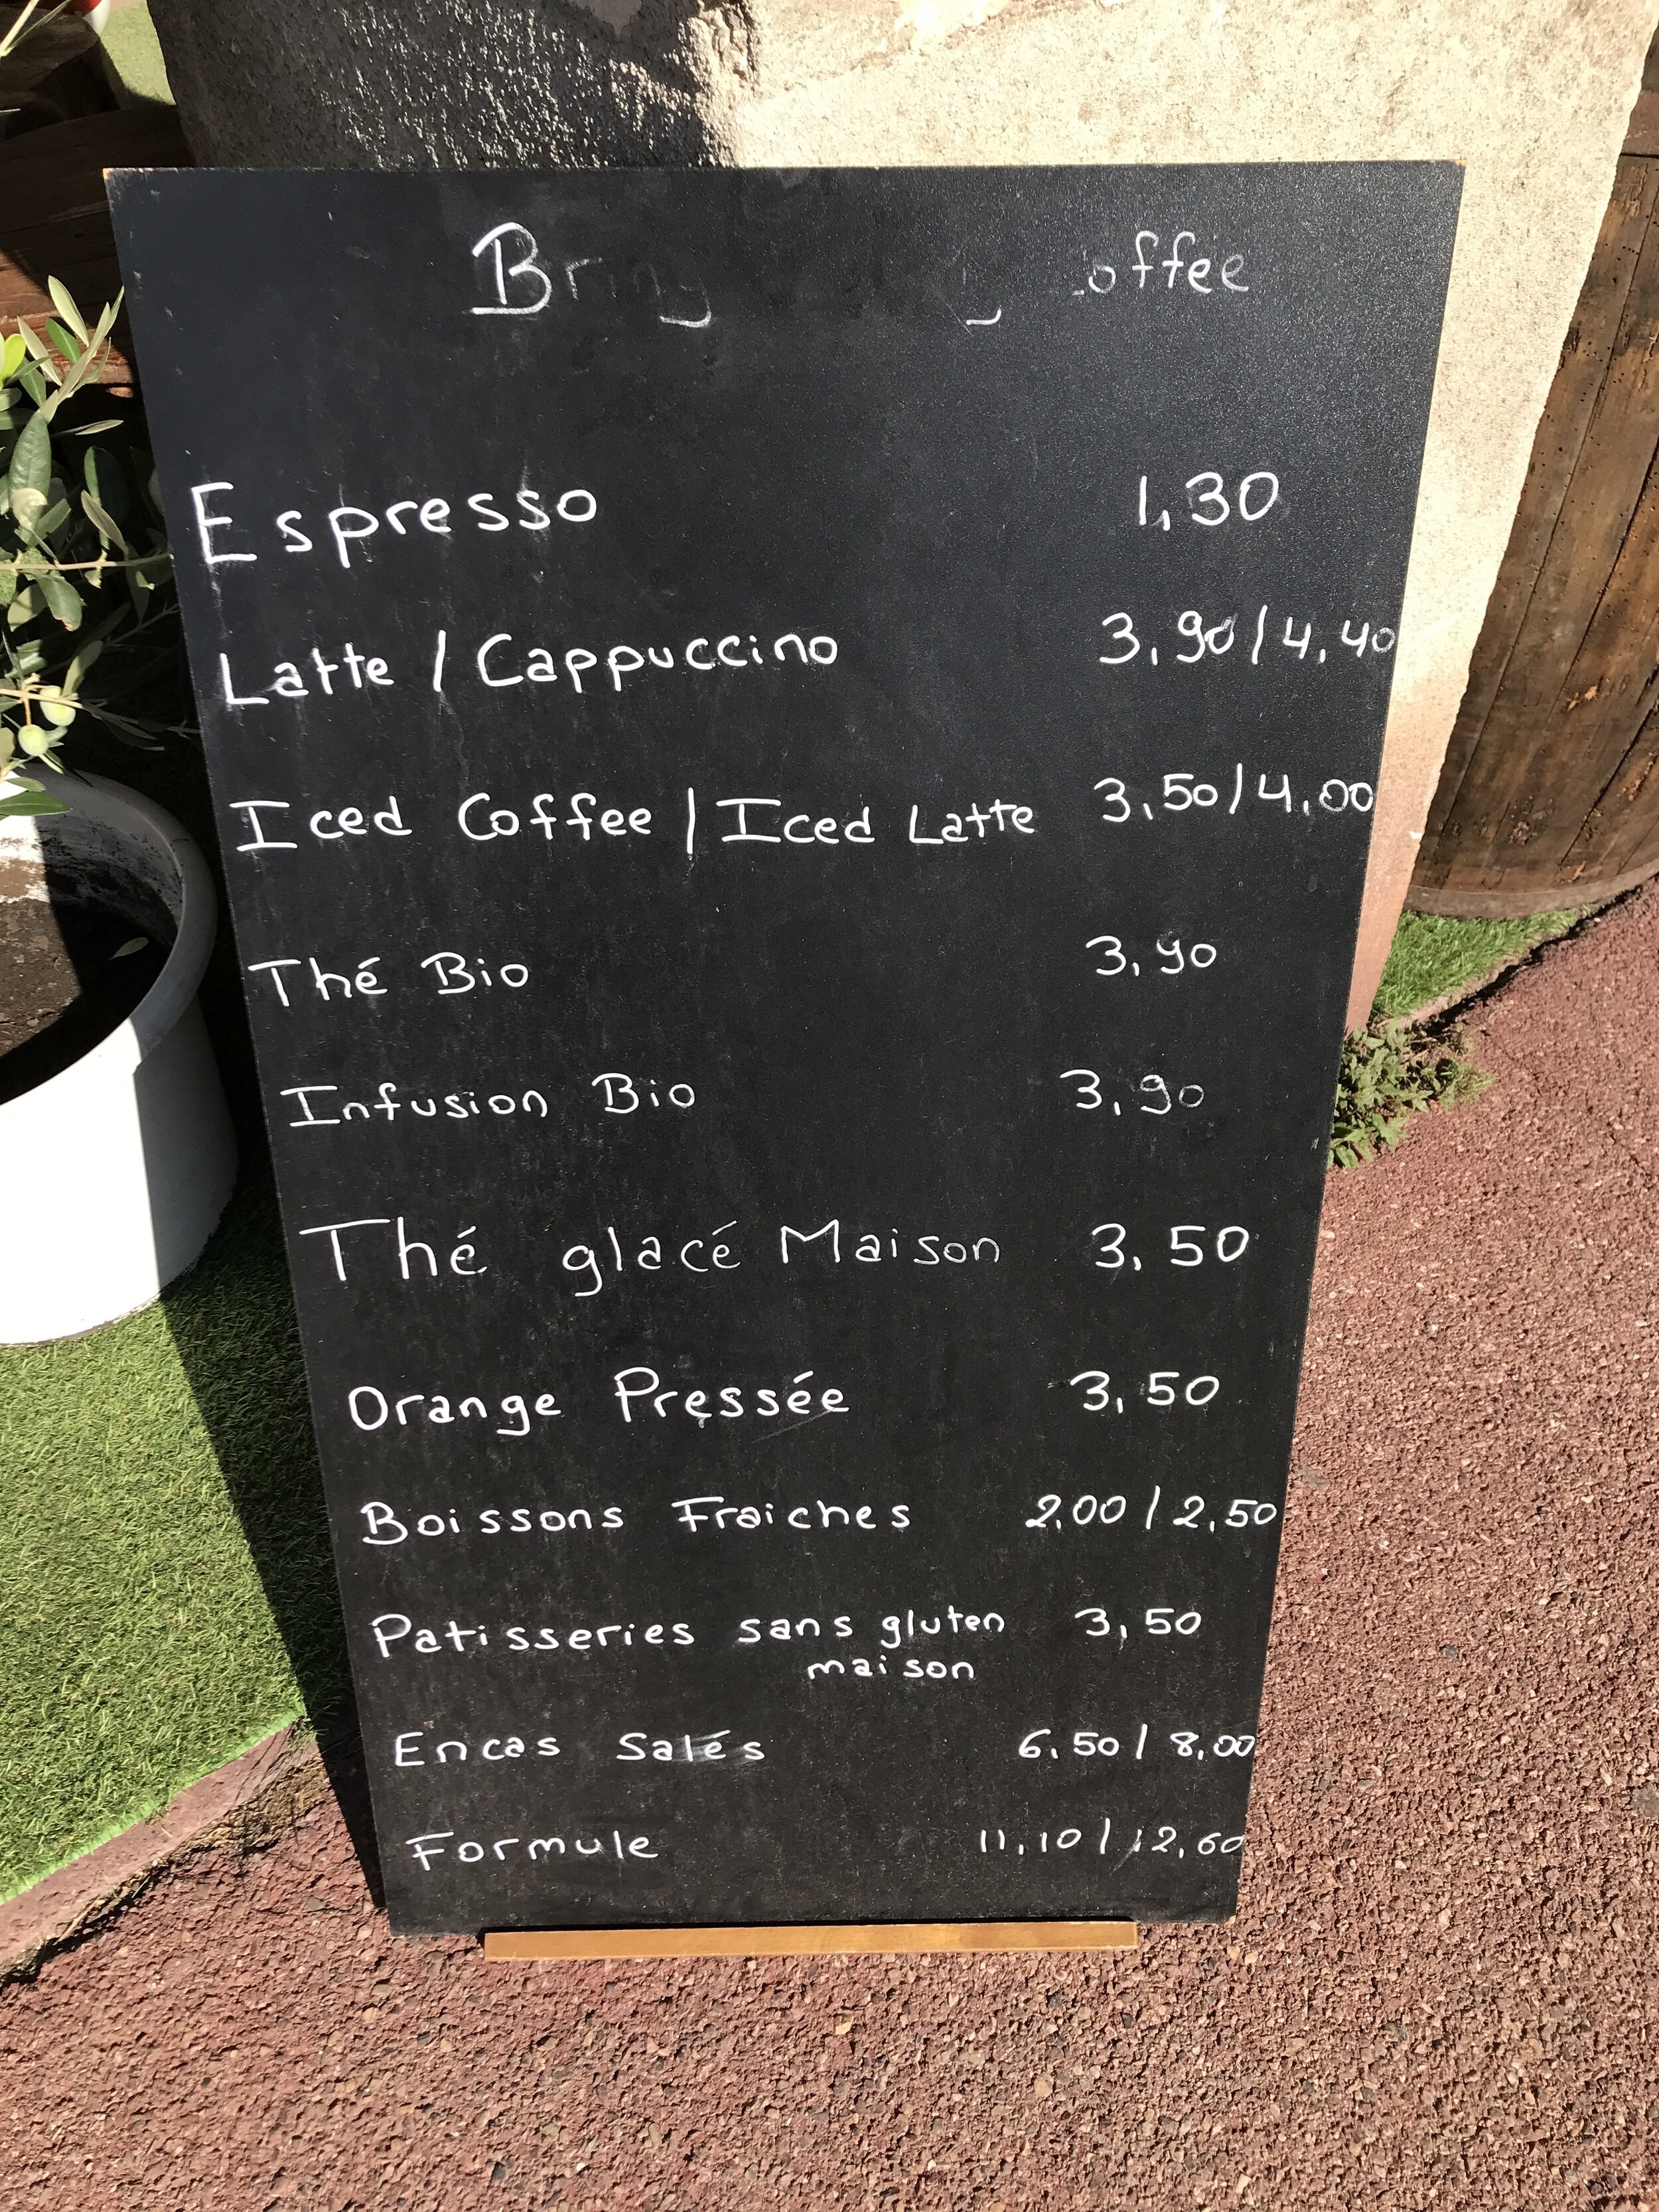 Bring offee
Espresso 1,30
Latte / Cappuccino 3,90/4,40
Iced Coffee / Iced Latte 3,50/4,00
Thé Bio 3,90
Infusion Bio 3,90
Thé glacé Maison 3,50
Orange Pressée 3,50
Boissons Fraiches 2,00 / 2,50
Patisseries sans gluten 3,50
maison
Encas Salés 6,50 / 8,00
Formule 11,10 / 12,60